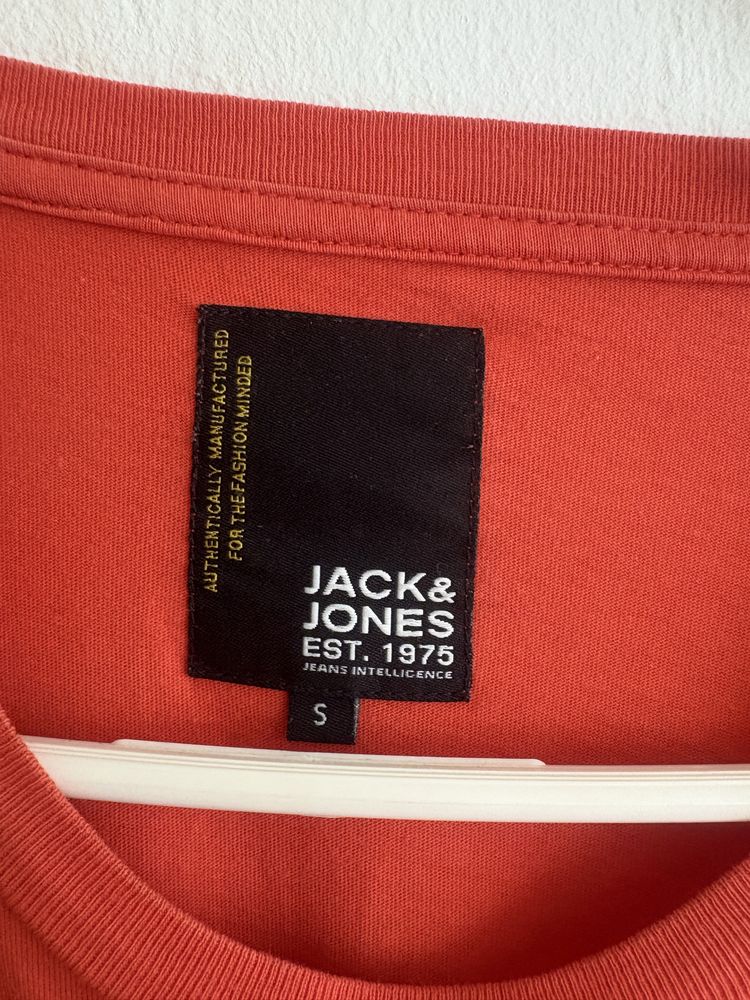 AUTHENTICALLY MANUFACTURED
FOR THE FASHION MINDED
JACK&
JONES
EST. 1975
JEANS INTELLIGENCE
S